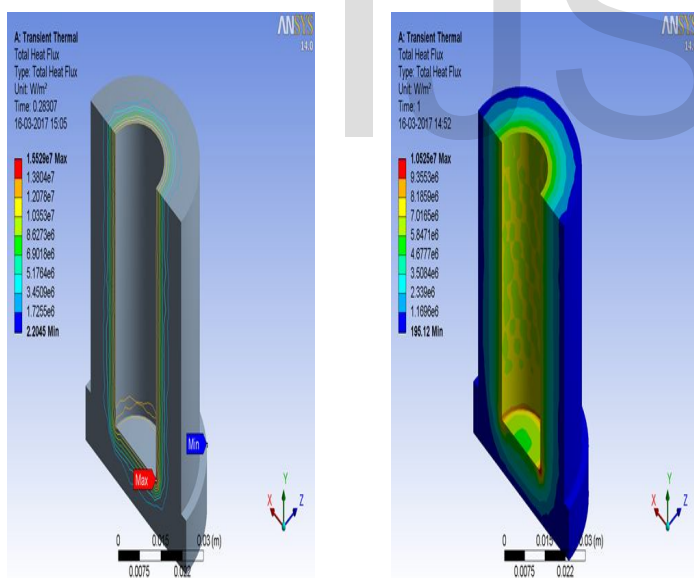 ANSYS
14.0
A: Transient Thermal
Total Heat Flux
Type: Total Heat Flux
Unit: W/m²
Time: 0.28307
16-03-2017 15:05
1.5529e7 Max
1.3804e7
1.2078e7
1.0353e7
8.6273e6
6.9018e6
5.1764e6
3.4509e6
1.7255e6
2.2045 Min
Min
Max
Y
X
Z
0
0.015
0.03 (m)
0.0075
0.022
JS
ANSYS
14.0
A: Transient Thermal
Total Heat Flux
Type: Total Heat Flux
Unit: W/m²
Time: 1
16-03-2017 14:52
1.0525e7 Max
9.3553e6
8.1859e6
7.0165e6
5.8471e6
4.6777e6
3.5084e6
2.339e6
1.1696e6
195.12 Min
Y
X
Z
0
0.015
0.03 (m)
0.0075
0.022